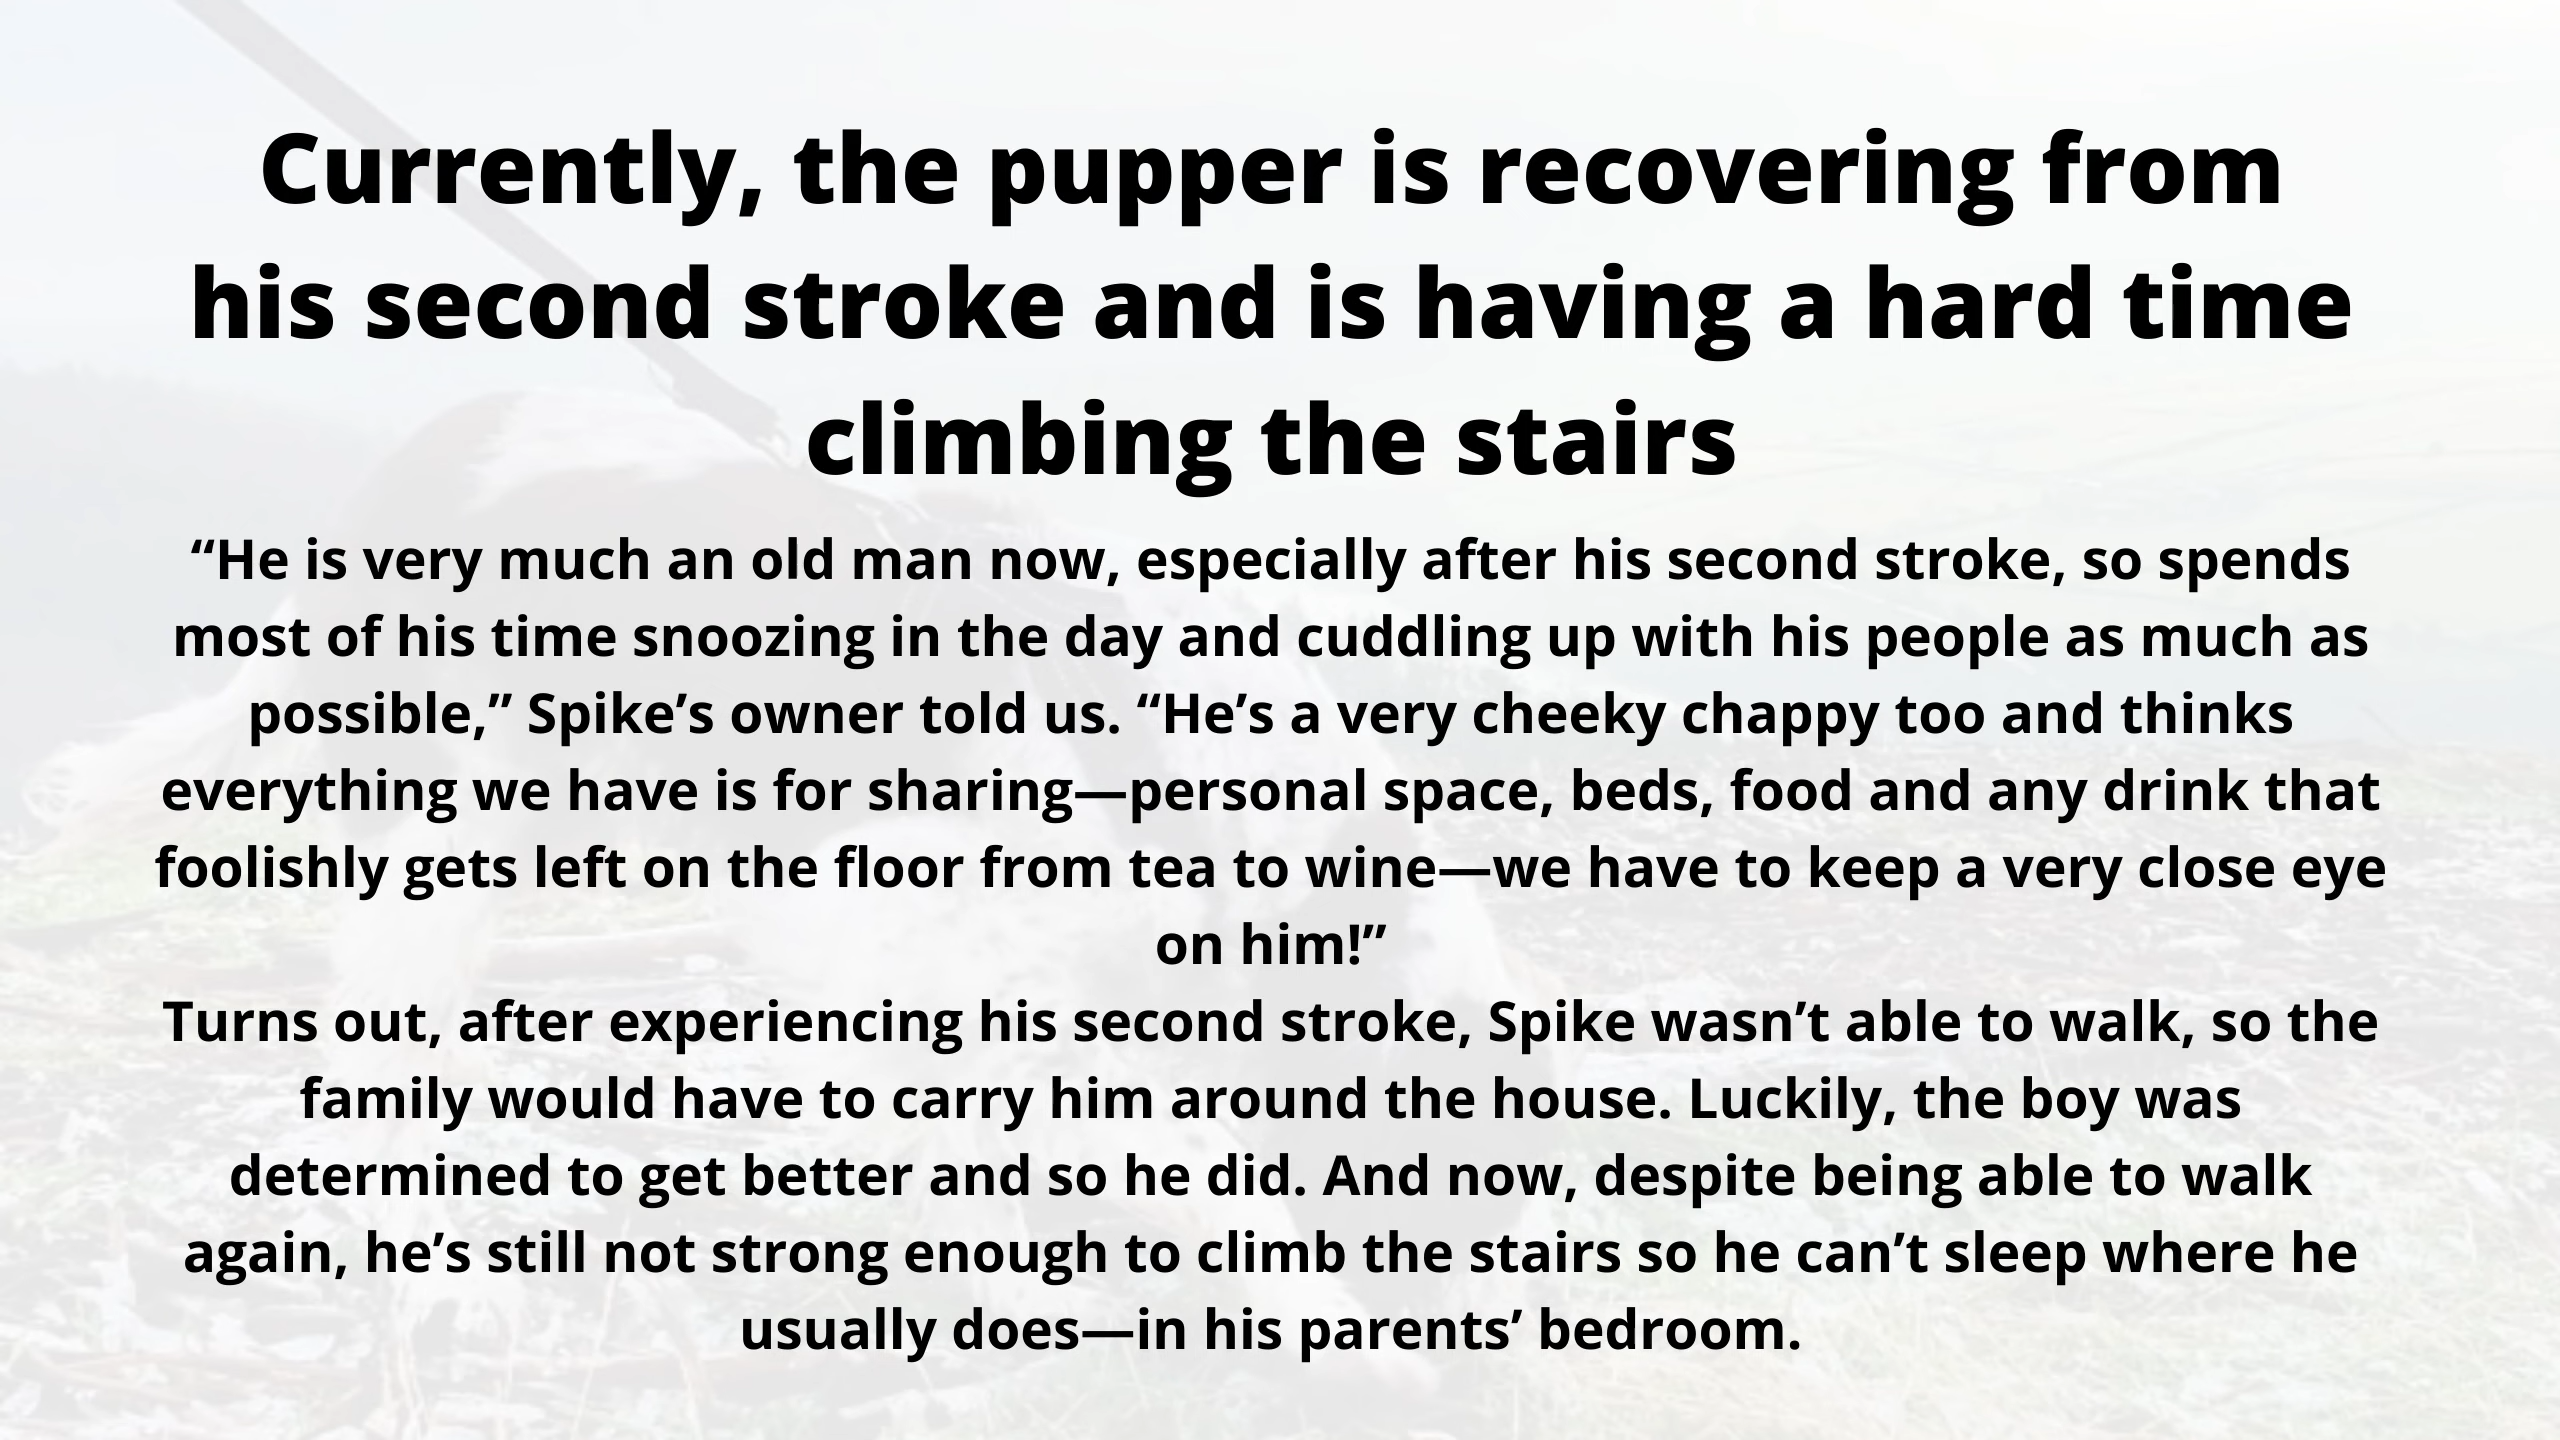 Currently, the pupper is recovering from
his second stroke and is having a hard time
climbing the stairs
“He is very much an old man now, especially after his second stroke, so spends
most of his time snoozing in the day and cuddling up with his people as much as
possible,” Spike’s owner told us. “He’s a very cheeky chappy too and thinks
everything we have is for sharing—personal space, beds, food and any drink that
foolishly gets left on the floor from tea to wine—we have to keep a very close eye
on him!”
Turns out, after experiencing his second stroke, Spike wasn’t able to walk, so the
family would have to carry him around the house. Luckily, the boy was
determined to get better and so he did. And now, despite being able to walk
again, he’s still not strong enough to climb the stairs so he can’t sleep where he
usually does—in his parents’ bedroom.